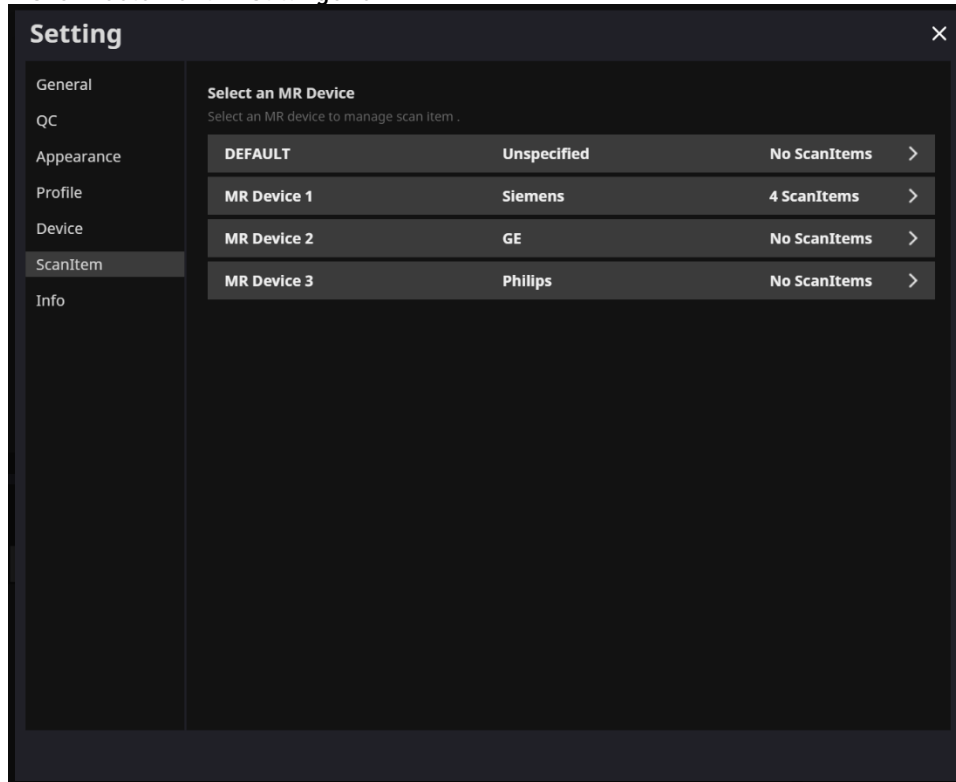 Setting
General
QC
Appearance
Profile
Device
ScanItem
Info
Select an MR Device
Select an MR device to manage scan item .
DEFAULT Unspecified No ScanItems
MR Device 1 Siemens 4 ScanItems
MR Device 2 GE No ScanItems
MR Device 3 Philips No ScanItems